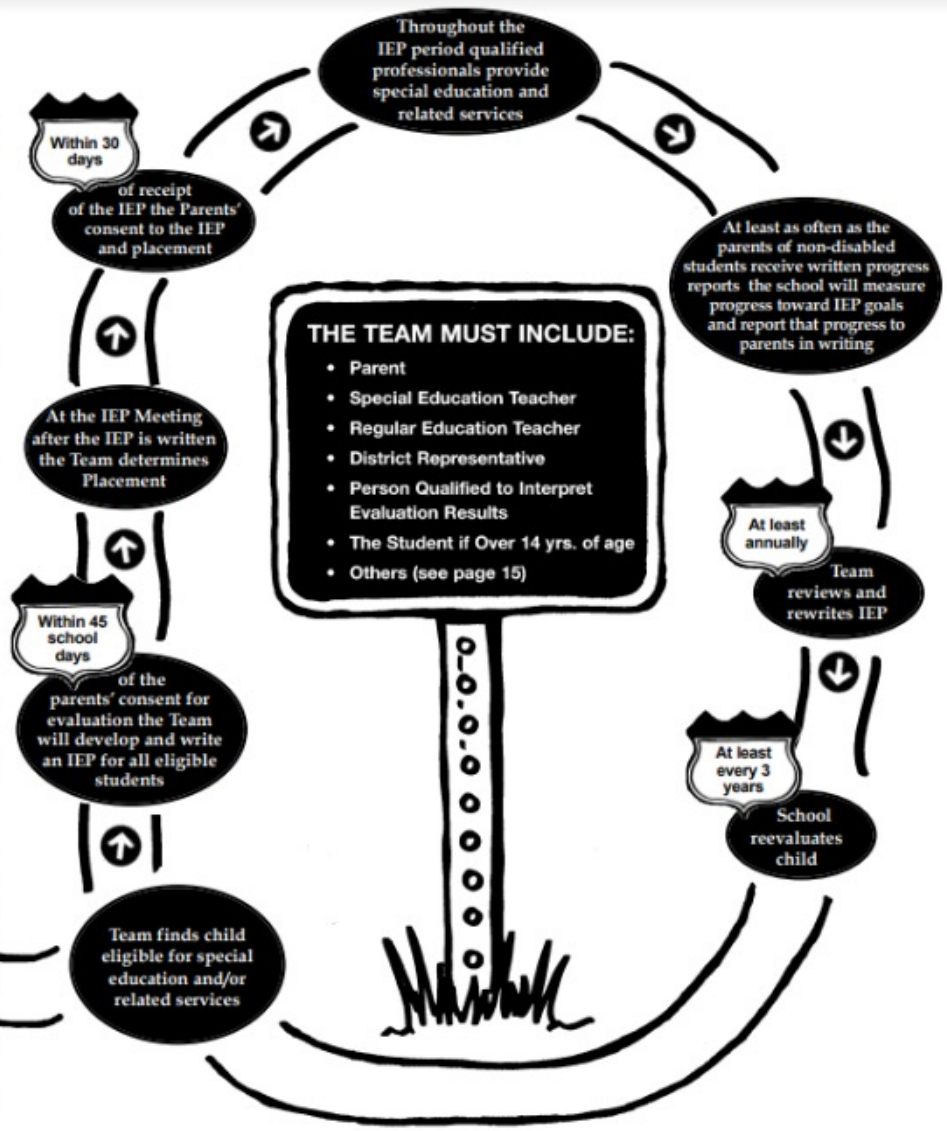 Throughout the
IEP period qualified
professionals provide
special education and
related services
Within 30
days
of receipt
of the IEP the Parents'
consent to the IEP
and placement
At least as often as the
parents of non-disabled
students receive written progress
reports the school will measure
progress toward IEP goals
and report that progress to
parents in writing
THE TEAM MUST INCLUDE:
• Parent
• Special Education Teacher
• Regular Education Teacher
• District Representative
• Person Qualified to Interpret
Evaluation Results
• The Student if Over 14 yrs. of age
• Others (see page 15)
At the IEP Meeting
after the IEP is written
the Team determines
Placement
At least
annually
Team
reviews and
rewrites IEP
Within 45
school
days
of the
parents' consent for
evaluation the Team
will develop and write
an IEP for all eligible
students
At least
every 3
years
School
reevaluates
child
Team finds child
eligible for special
education and/or
related services